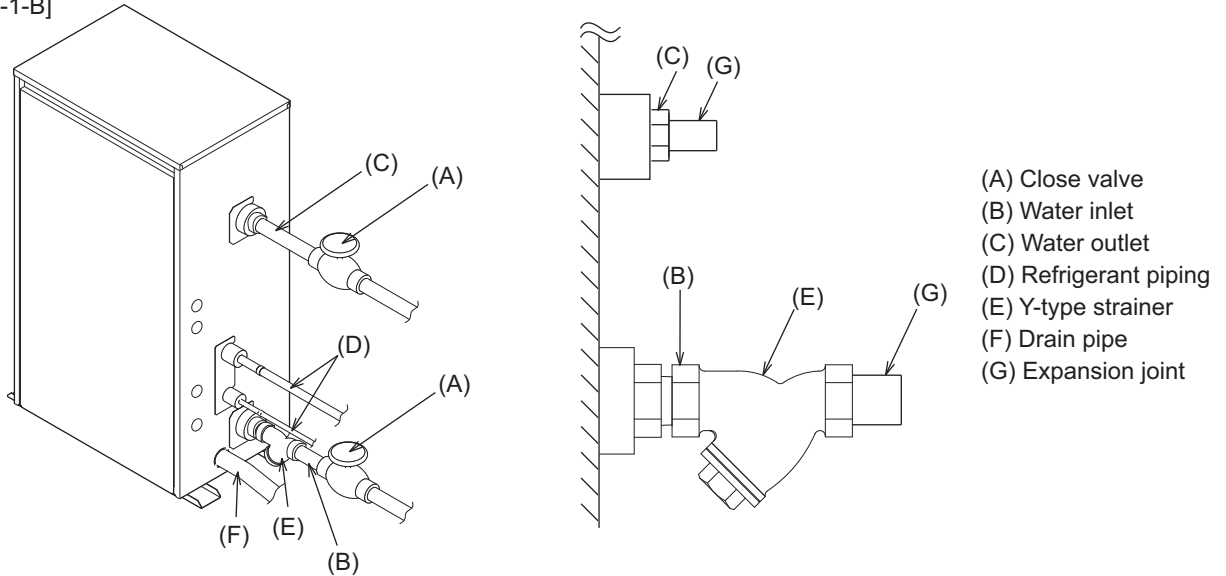 -1-B]
(C)
(A)
(D)
(A)
(F)
(E)
(B)
(C)
(G)
(B)
(E)
(G)
(A) Close valve
(B) Water inlet
(C) Water outlet
(D) Refrigerant piping
(E) Y-type strainer
(F) Drain pipe
(G) Expansion joint